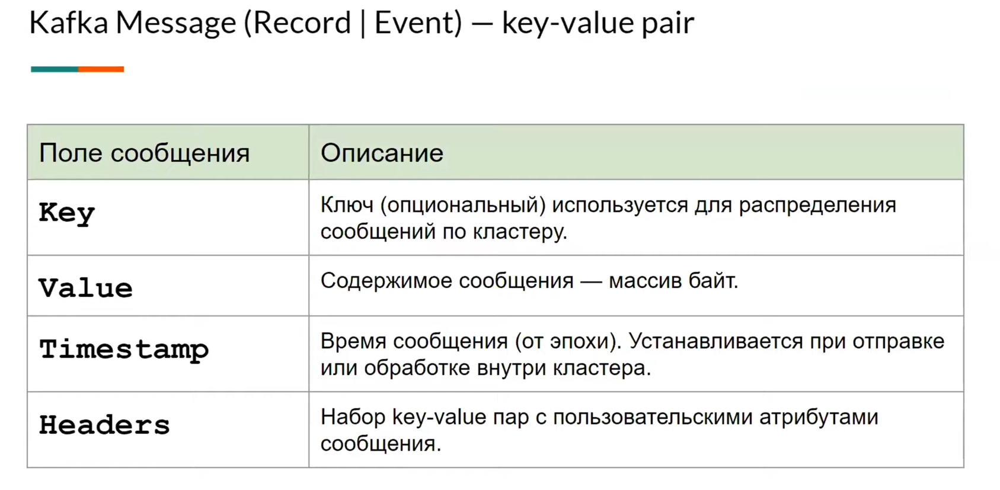 Kafka Message (Record | Event) — key-value pair
Поле сообщения
Описание
Key
Ключ (опциональный) используется для распределения
сообщений по кластеру.
Value
Содержимое сообщения — массив байт.
Timestamp
Время сообщения (от эпохи). Устанавливается при отправке
или обработке внутри кластера.
Headers
Набор key-value пар с пользовательскими атрибутами
сообщения.